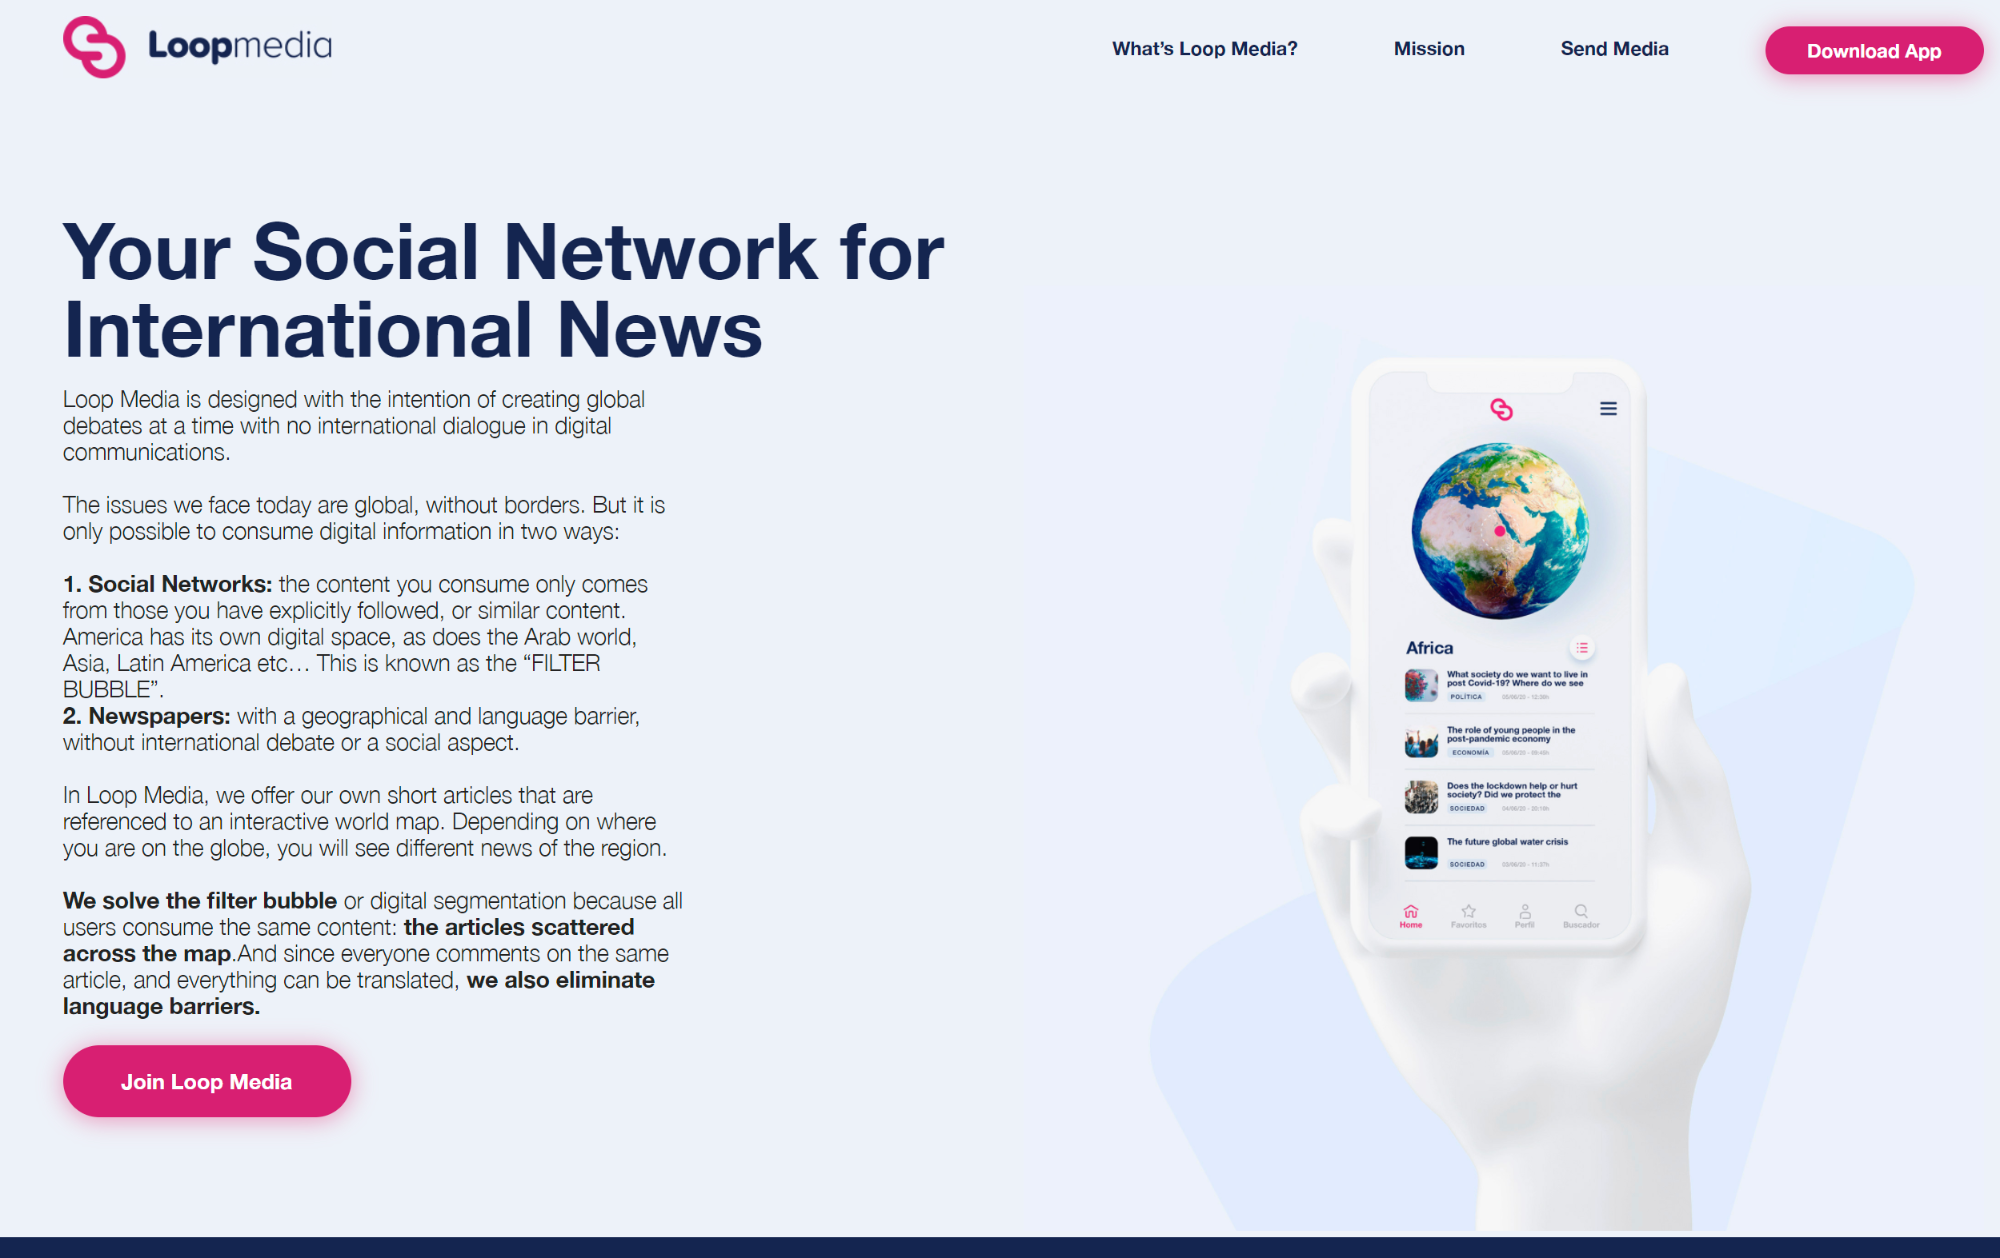 Loopmedia
What's Loop Media?
Mission
Send Media
Download App
Your Social Network for
International News
Loop Media is designed with the intention of creating global
debates at a time with no international dialogue in digital
communications.
The issues we face today are global, without borders. But it is
only possible to consume digital information in two ways:
1. Social Networks: the content you consume only comes
from those you have explicitly followed, or similar content.
America has its own digital space, as does the Arab world,
Asia, Latin America etc… This is known as the “FILTER
BUBBLE”.
2. Newspapers: with a geographical and language barrier,
without international debate or a social aspect.
In Loop Media, we offer our own short articles that are
referenced to an interactive world map. Depending on where
you are on the globe, you will see different news of the region.
We solve the filter bubble or digital segmentation because all
users consume the same content: the articles scattered
across the map.And since everyone comments on the same
article, and everything can be translated, we also eliminate
language barriers.
Join Loop Media
Africa
What society do we want to live in
post Covid-19? Where do we see
POLÍTICA
The role of young people in the
post-pandemic economy
ECONOMÍA
Does the lockdown help or hurt
society? Did we protect the
SOCIEDAD
The future global water crisis
SOCIEDAD
Home
Favoritos
Perfil
Buscador